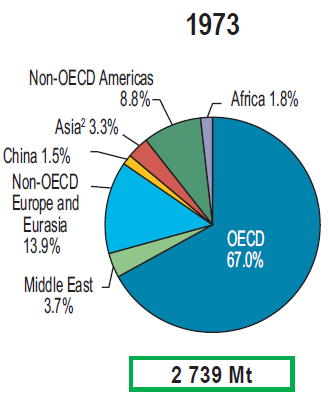 1973
Non-OECD Americas
8.8%
Africa 1.8%
Asia² 3.3%
China 1.5%
Non-OECD
Europe and
Eurasia
13.9%
OECD
67.0%
Middle East
3.7%
2 739 Mt